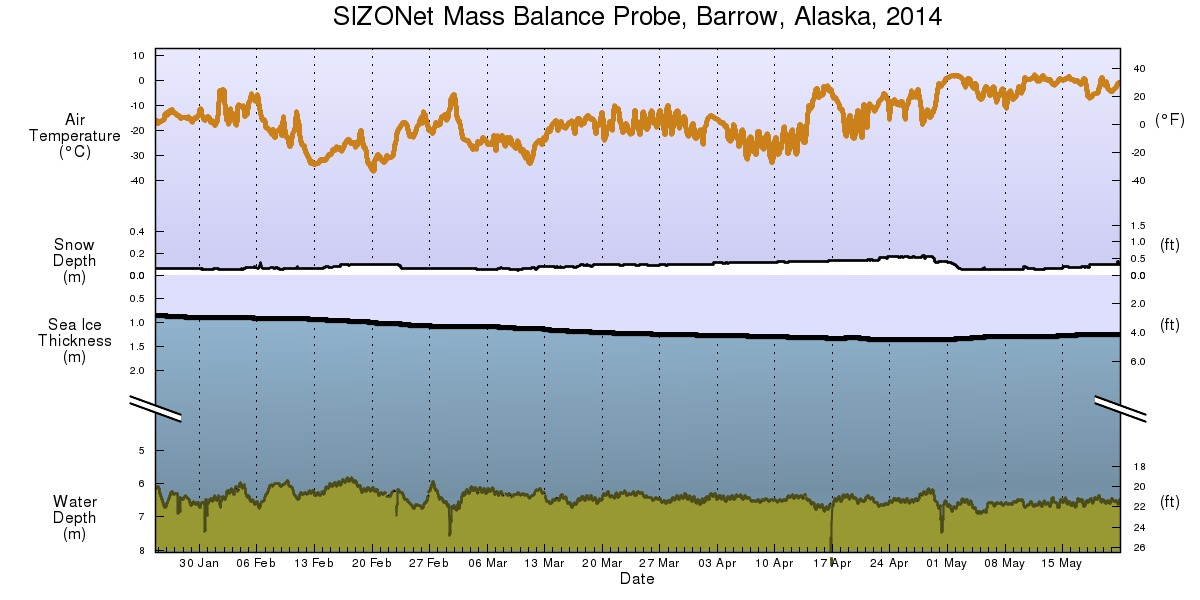 SIZONet Mass Balance Probe, Barrow, Alaska, 2014
10
0
-10
-20
-30
-40
Air
Temperature
(°C)
40
20
0
-20
-40
(°F)
0.4
0.2
0.0
Snow
Depth
(m)
1.5
1.0
0.5
0.0
(ft)
0.5
1.0
1.5
2.0
Sea Ice
Thickness
(m)
2.0
4.0
6.0
(ft)
5
6
7
8
Water
Depth
(m)
18
20
22
24
26
(ft)
30 Jan 06 Feb 13 Feb 20 Feb 27 Feb 06 Mar 13 Mar 20 Mar 27 Mar 03 Apr 10 Apr 17 Apr 24 Apr 01 May 08 May 15 May
Date